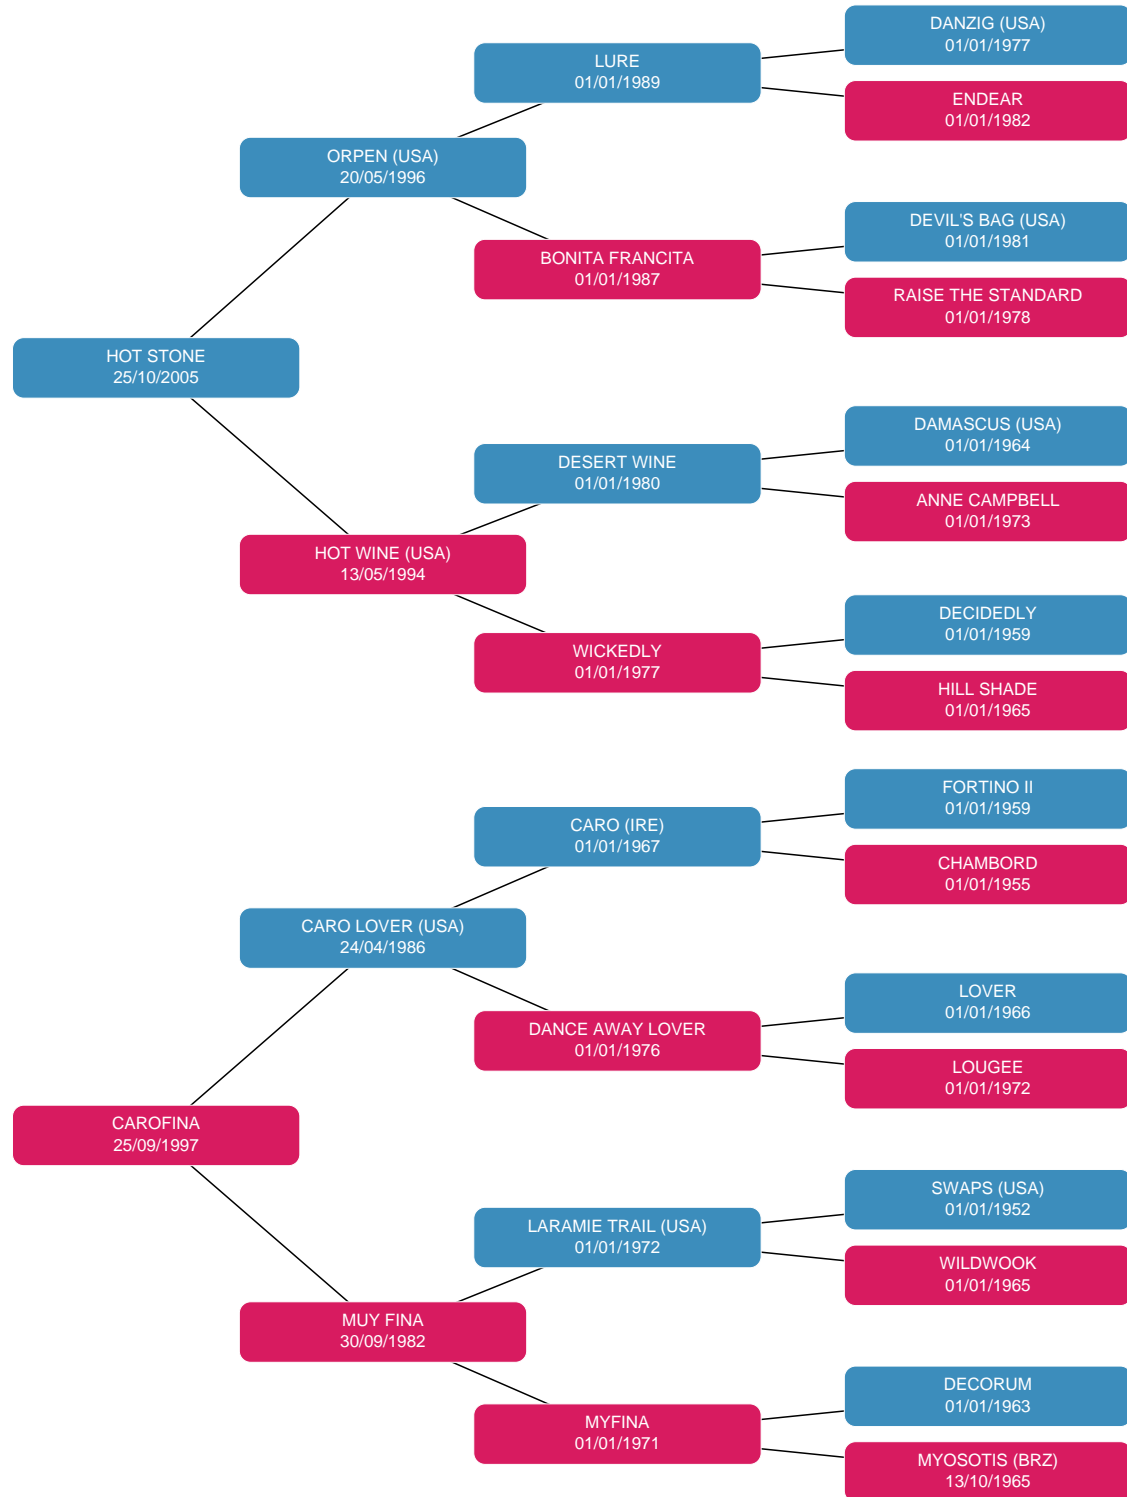 DANZIG (USA)
01/01/1977
LURE
01/01/1989
ENDEAR
01/01/1982
ORPEN (USA)
20/05/1996
DEVIL'S BAG (USA)
01/01/1981
BONITA FRANCITA
01/01/1987
RAISE THE STANDARD
01/01/1978
HOT STONE
25/10/2005
DAMASCUS (USA)
01/01/1964
DESERT WINE
01/01/1980
ANNE CAMPBELL
01/01/1973
HOT WINE (USA)
13/05/1994
DECIDEDLY
01/01/1959
WICKEDLY
01/01/1977
HILL SHADE
01/01/1965
FORTINO II
01/01/1959
CARO (IRE)
01/01/1967
CHAMBORD
01/01/1955
CARO LOVER (USA)
24/04/1986
LOVER
01/01/1966
DANCE AWAY LOVER
01/01/1976
LOUGEE
01/01/1972
CAROFINA
25/09/1997
SWAPS (USA)
01/01/1952
LARAMIE TRAIL (USA)
01/01/1972
WILDWOOK
01/01/1965
MUY FINA
30/09/1982
DECORUM
01/01/1963
MYFINA
01/01/1971
MYOSOTIS (BRZ)
13/10/1965